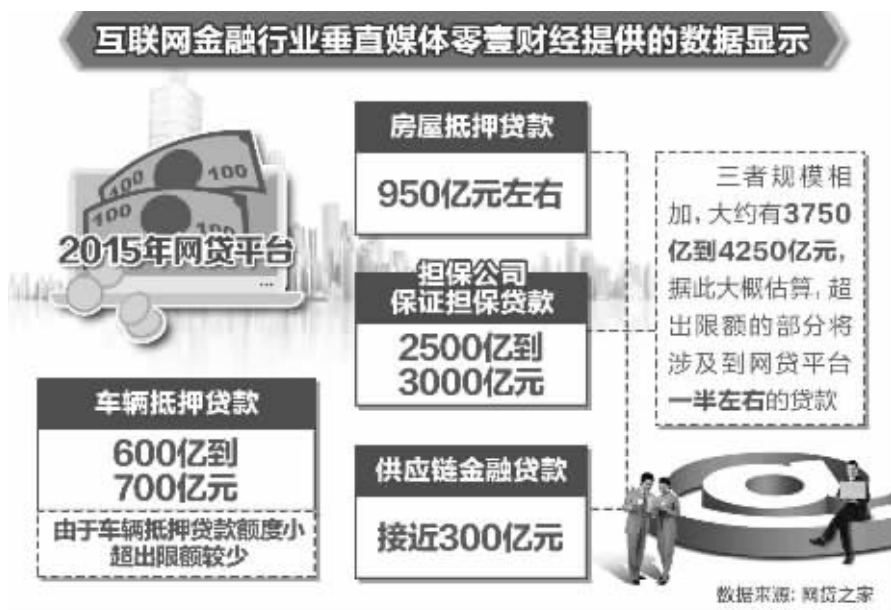 互联网金融行业垂直媒体零壹财经提供的数据显示
100
100
100
100
2015年网贷平台
房屋抵押贷款
950亿元左右
担保公司
保证担保贷款
2500亿到
3000亿元
车辆抵押贷款
600亿到
700亿元
由于车辆抵押贷款额度小
超出限额较少
供应链金融贷款
接近300亿元
三者规模相
加,大约有3750
亿到4250亿元,
据此大概估算,超
出限额的部分将
涉及到网贷平台
一半左右的贷款
数据来源:网贷之家